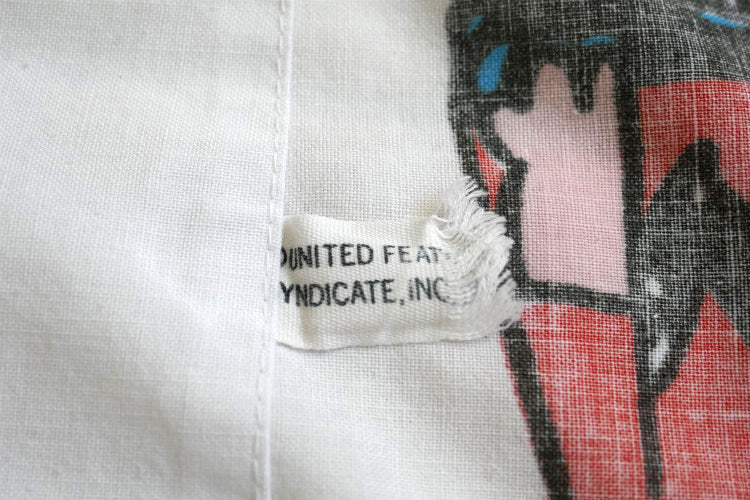 UNITED FEAT
YNDICATE, INC